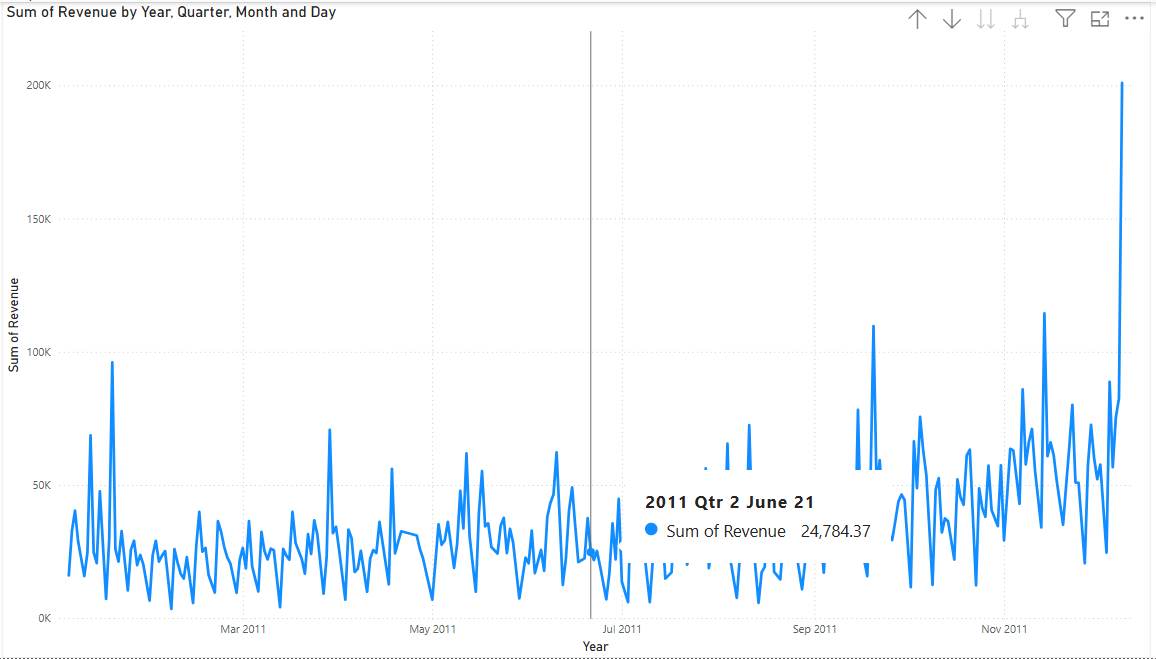 Sum of Revenue by Year, Quarter, Month and Day
200K
150K
100K
50K
0K
Sum of Revenue
2011 Qtr 2 June 21
Sum of Revenue 24,784.37
Mar 2011 May 2011 Jul 2011 Sep 2011 Nov 2011
Year